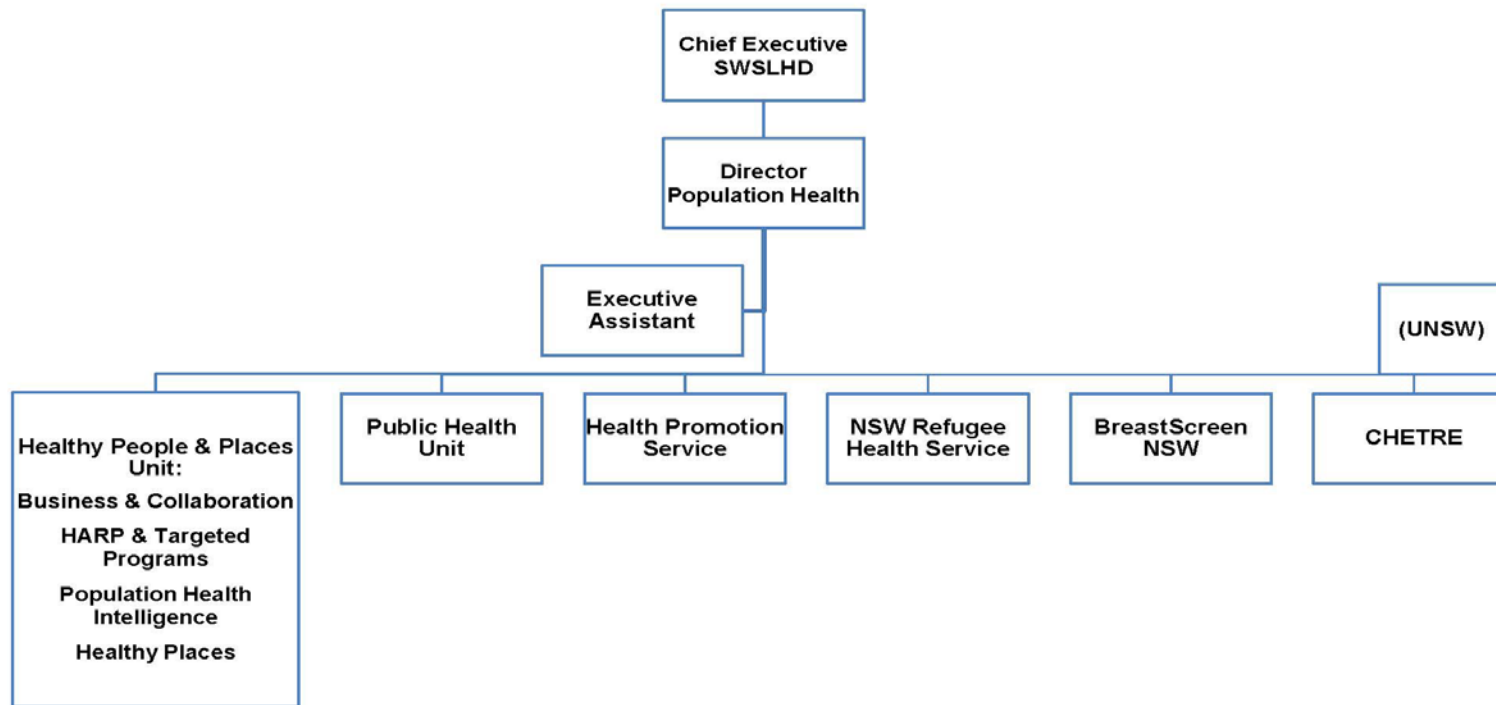 Chief Executive
SWSLHD
Director
Population Health
Executive
Assistant
(UNSW)
Healthy People & Places
Unit:
Business & Collaboration
HARP & Targeted
Programs
Population Health
Intelligence
Healthy Places
Public Health
Unit
Health Promotion
Service
NSW Refugee
Health Service
BreastScreen
NSW
CHETRE